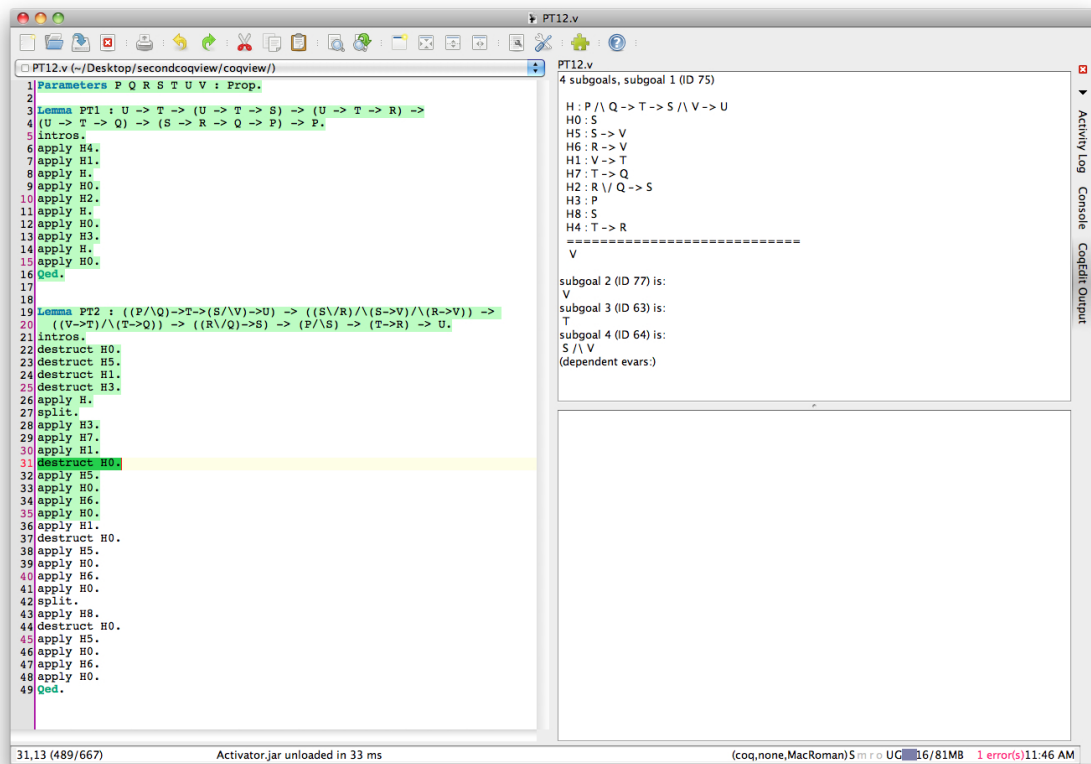 PT12.v
PT12.v (~/Desktop/secondcoqview/coqview/)
1 Parameters P Q R S T U V : Prop.
2
3 Lemma PT1 : U -> T -> (U -> T -> S) -> (U -> T -> R) ->
4 (U -> T -> Q) -> (S -> R -> Q -> P) -> P.
5 intros.
6 apply H4.
7 apply H1.
8 apply H.
9 apply H0.
10 apply H2.
11 apply H.
12 apply H0.
13 apply H3.
14 apply H.
15 apply H0.
16 Qed.
17
18
19 Lemma PT2 : ((P/\Q)->T->(S/\V)->U) -> ((S\/R)/\(S->V)/\(R->V)) ->
20 ((V->T)/\(T->Q)) -> ((R\/Q)->S) -> (P/\S) -> (T->R) -> U.
21 intros.
22 destruct H0.
23 destruct H5.
24 destruct H1.
25 destruct H3.
26 apply H.
27 split.
28 apply H3.
29 apply H7.
30 apply H1.
31 destruct H0.
32 apply H5.
33 apply H0.
34 apply H6.
35 apply H0.
36 apply H1.
37 destruct H0.
38 apply H5.
39 apply H0.
40 apply H6.
41 apply H0.
42 split.
43 apply H8.
44 destruct H0.
45 apply H5.
46 apply H0.
47 apply H6.
48 apply H0.
49 Qed.
PT12.v
4 subgoals, subgoal 1 (ID 75)
H : P /\ Q -> T -> S /\ V -> U
H0 : S
H5 : S -> V
H6 : R -> V
H1 : V -> T
H7 : T -> Q
H2 : R \/ Q -> S
H3 : P
H8 : S
H4 : T -> R
============================
V
subgoal 2 (ID 77) is:
V
subgoal 3 (ID 63) is:
T
subgoal 4 (ID 64) is:
S /\ V
(dependent evars:)
Activity Log
Console
CoqEdit Output
31,13 (489/667)
Activator.jar unloaded in 33 ms
(coq,none,MacRoman)S m r o UG 16/81MB 1 error(s)11:46 AM